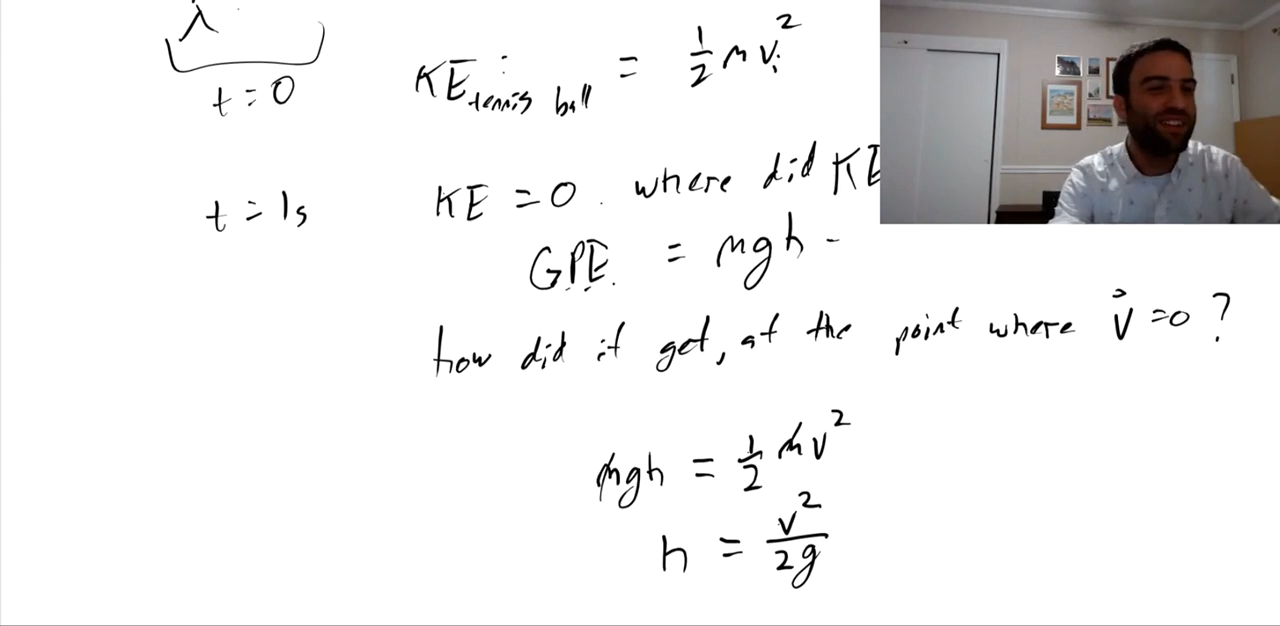 t = 0
KE tennis ball = 1/2 m vᵢ²
t = 1s KE = 0. where did KE
GPE = mgh -
how did it get, at the point where v⃗ = 0 ?
mgh = 1/2 mv²
h = v²/2g